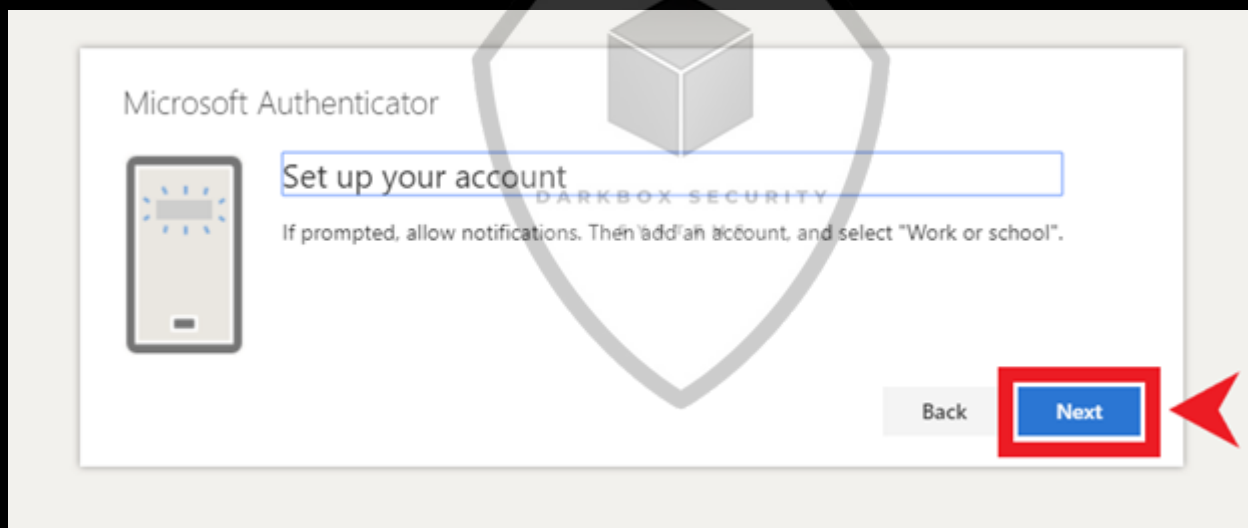 Microsoft Authenticator
Set up your account
DARKBOX SECURITY
SYSTEMS
If prompted, allow notifications. Then add an account, and select "Work or school".
Back
Next